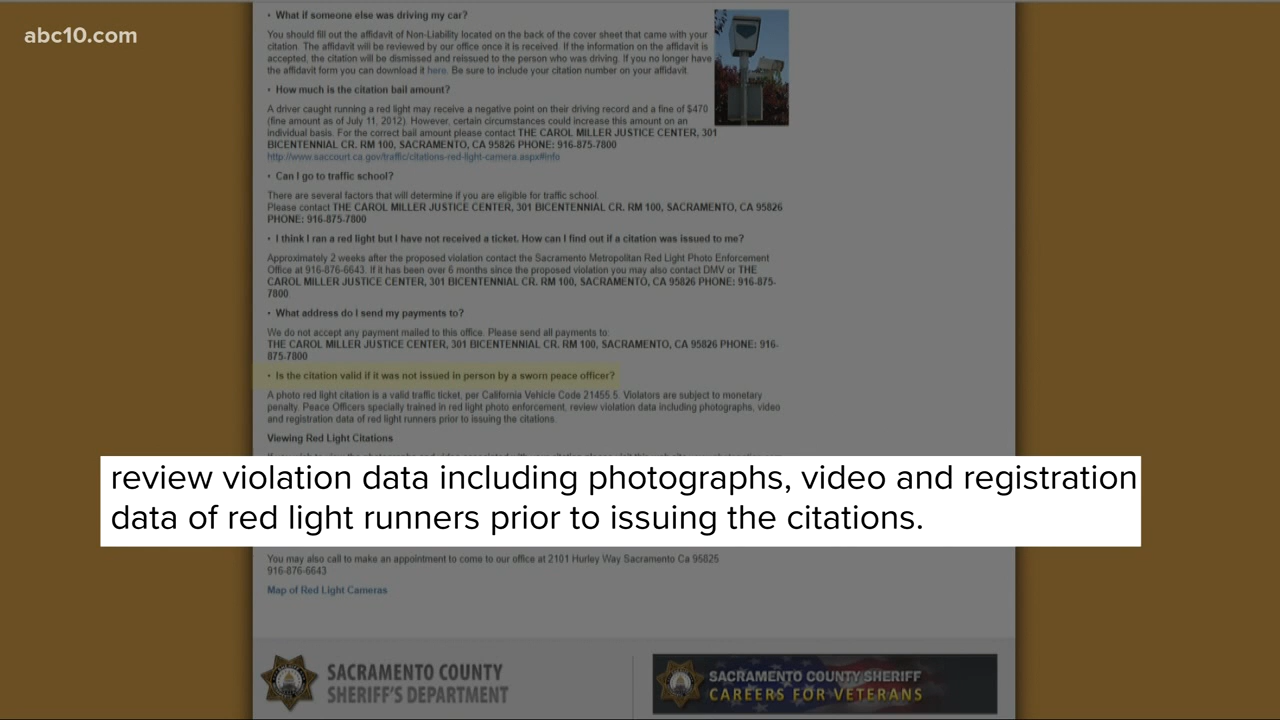 abc10.com
• What if someone else was driving my car?
You should fill out the affidavit of Non-Liability located on the back of the cover sheet that came with your
citation. The affidavit will be reviewed by our office once it is received. If the information on the affidavit is
accepted, the citation will be dismissed and reissued to the person who was driving. If you no longer have
the affidavit form you can download it here. Be sure to include your citation number on your affidavit.
• How much is the citation bail amount?
A driver caught running a red light may receive a negative point on their driving record and a fine of $470
(fine amount as of July 11, 2012). However, certain circumstances could increase this amount on an
individual basis. For the correct bail amount please contact THE CAROL MILLER JUSTICE CENTER, 301
BICENTENNIAL CR. RM 100, SACRAMENTO, CA 95826 PHONE: 916-875-7800
http://www.saccourt.ca.gov/traffic/citations-red-light-camera.aspx#info
• Can I go to traffic school?
There are several factors that will determine if you are eligible for traffic school.
Please contact THE CAROL MILLER JUSTICE CENTER, 301 BICENTENNIAL CR. RM 100, SACRAMENTO, CA 95826
PHONE: 916-875-7800
• I think I ran a red light but I have not received a ticket. How can I find out if a citation was issued to me?
Approximately 2 weeks after the proposed violation contact the Sacramento Metropolitan Red Light Photo Enforcement
Office at 916-876-6643. If it has been over 6 months since the proposed violation you may also contact DMV or THE
CAROL MILLER JUSTICE CENTER, 301 BICENTENNIAL CR. RM 100, SACRAMENTO, CA 95826 PHONE: 916-875-
7800
• What address do I send my payments to?
We do not accept any payment mailed to this office. Please send all payments to:
THE CAROL MILLER JUSTICE CENTER, 301 BICENTENNIAL CR. RM 100, SACRAMENTO, CA 95826 PHONE: 916-
875-7800
• Is the citation valid if it was not issued in person by a sworn peace officer?
A photo red light citation is a valid traffic ticket, per California Vehicle Code 21455.5. Violators are subject to monetary
penalty. Peace Officers specially trained in red light photo enforcement, review violation data including photographs, video
and registration data of red light runners prior to issuing the citations.
Viewing Red Light Citations
review violation data including photographs, video and registration
data of red light runners prior to issuing the citations.
You may also call to make an appointment to come to our office at 2101 Hurley Way Sacramento Ca 95825
916-876-6643
Map of Red Light Cameras
SACRAMENTO COUNTY
SHERIFF'S DEPARTMENT
SACRAMENTO COUNTY SHERIFF
CAREERS FOR VETERANS